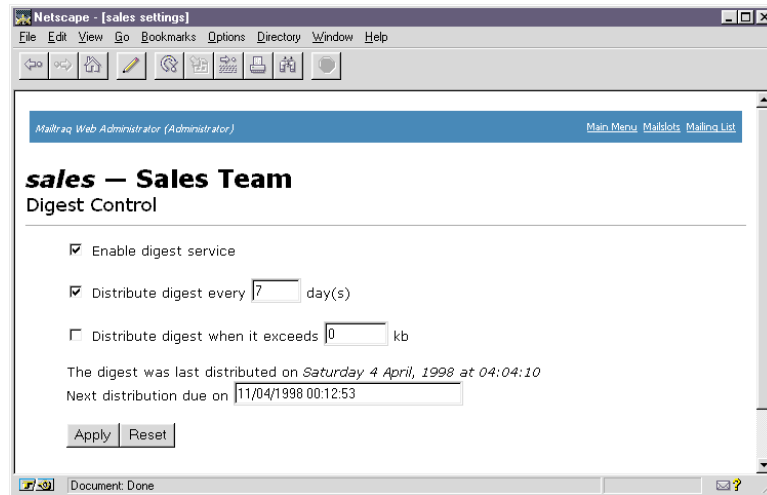 Netscape - [sales settings]
File Edit View Go Bookmarks Options Directory Window Help
Mailtraq Web Administrator (Administrator)
Main Menu Mailslots Mailing List
sales — Sales Team
Digest Control
Enable digest service
Distribute digest every 7 day(s)
Distribute digest when it exceeds 0 kb
The digest was last distributed on Saturday 4 April, 1998 at 04:04:10
Next distribution due on 11/04/1998 00:12:53
Apply Reset
Document: Done